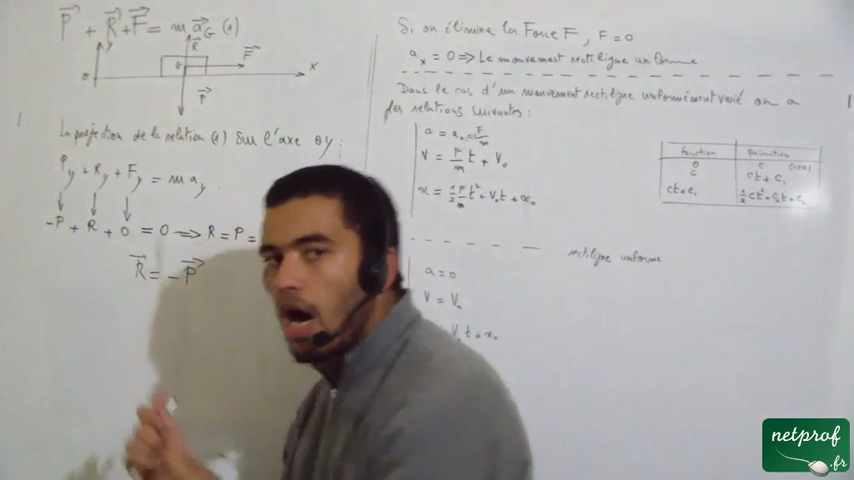 P + R + F = m a_G (1)
y
R
F
0
G
x
P
La projection de la relation (1) sur l'axe oy :
P_y + R_y + F_y = m a_y
-P + R + 0 = 0 => R = P =
R = -P
Si on élimine la Force F, F = 0
a_x = 0 => Le mouvement rectiligne uniforme
Dans le cas d'un mouvement rectiligne uniformément varié on a
les relations suivantes :
V = F/m t + V_0
x = 1/2 F/m t² + V_0 t + x_0
fonction primitive
0 C
C Ct + C_1
Ct + C_1 1/2 Ct² + C_1 t + C_2
rectiligne uniforme
a = 0
V = V_0
V_0 t + x_0
netprof
.fr